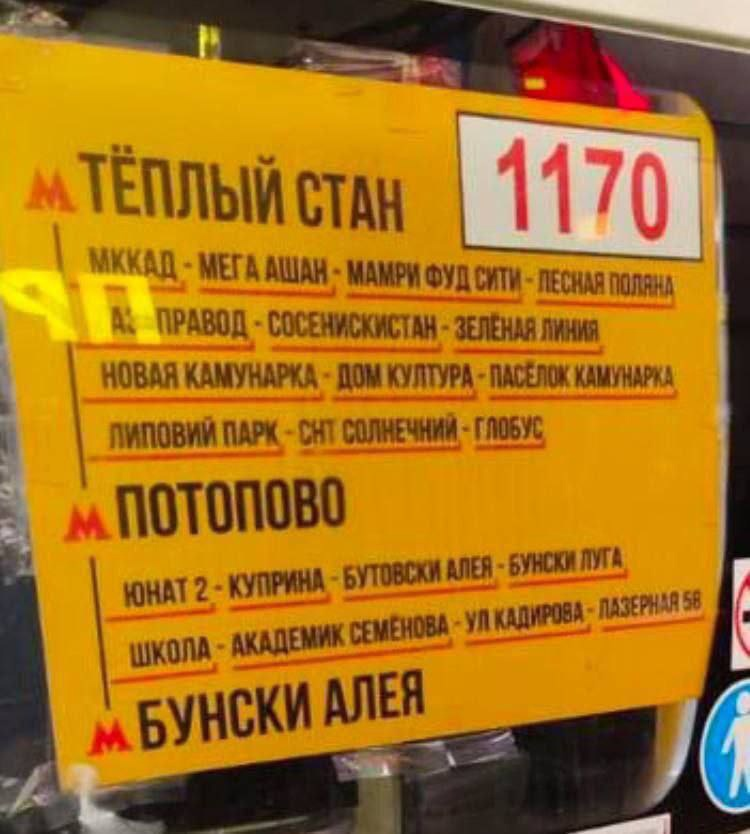 ТЁПЛЫЙ СТАН
1170
МККАД - МЕГА АШАН - МАМРИ ФУД СИТИ - ЛЕСНАЯ ПОЛЯНА
ПРАВОД - СОСЕНИСКИСТАН - ЗЕЛЁНАЯ ЛИНИЯ
НОВАЯ КАМУНАРКА - ДОМ КУЛТУРА - ПАСЁЛОК КАМУНАРКА
ЛИПОВИЙ ПАРК - СНТ СОЛНЕЧНИЙ - ГЛОБУС
ПОТОПОВО
ЮНАТ 2 - КУПРИНА - БУТОВСКИ АЛЕЯ - БУНСКИ ЛУГА
ШКОЛА - АКАДЕМИК СЕМЁНОВА - УЛ КАДИРОВА - ЛАЗЕРНАЯ 58
БУНСКИ АЛЕЯ